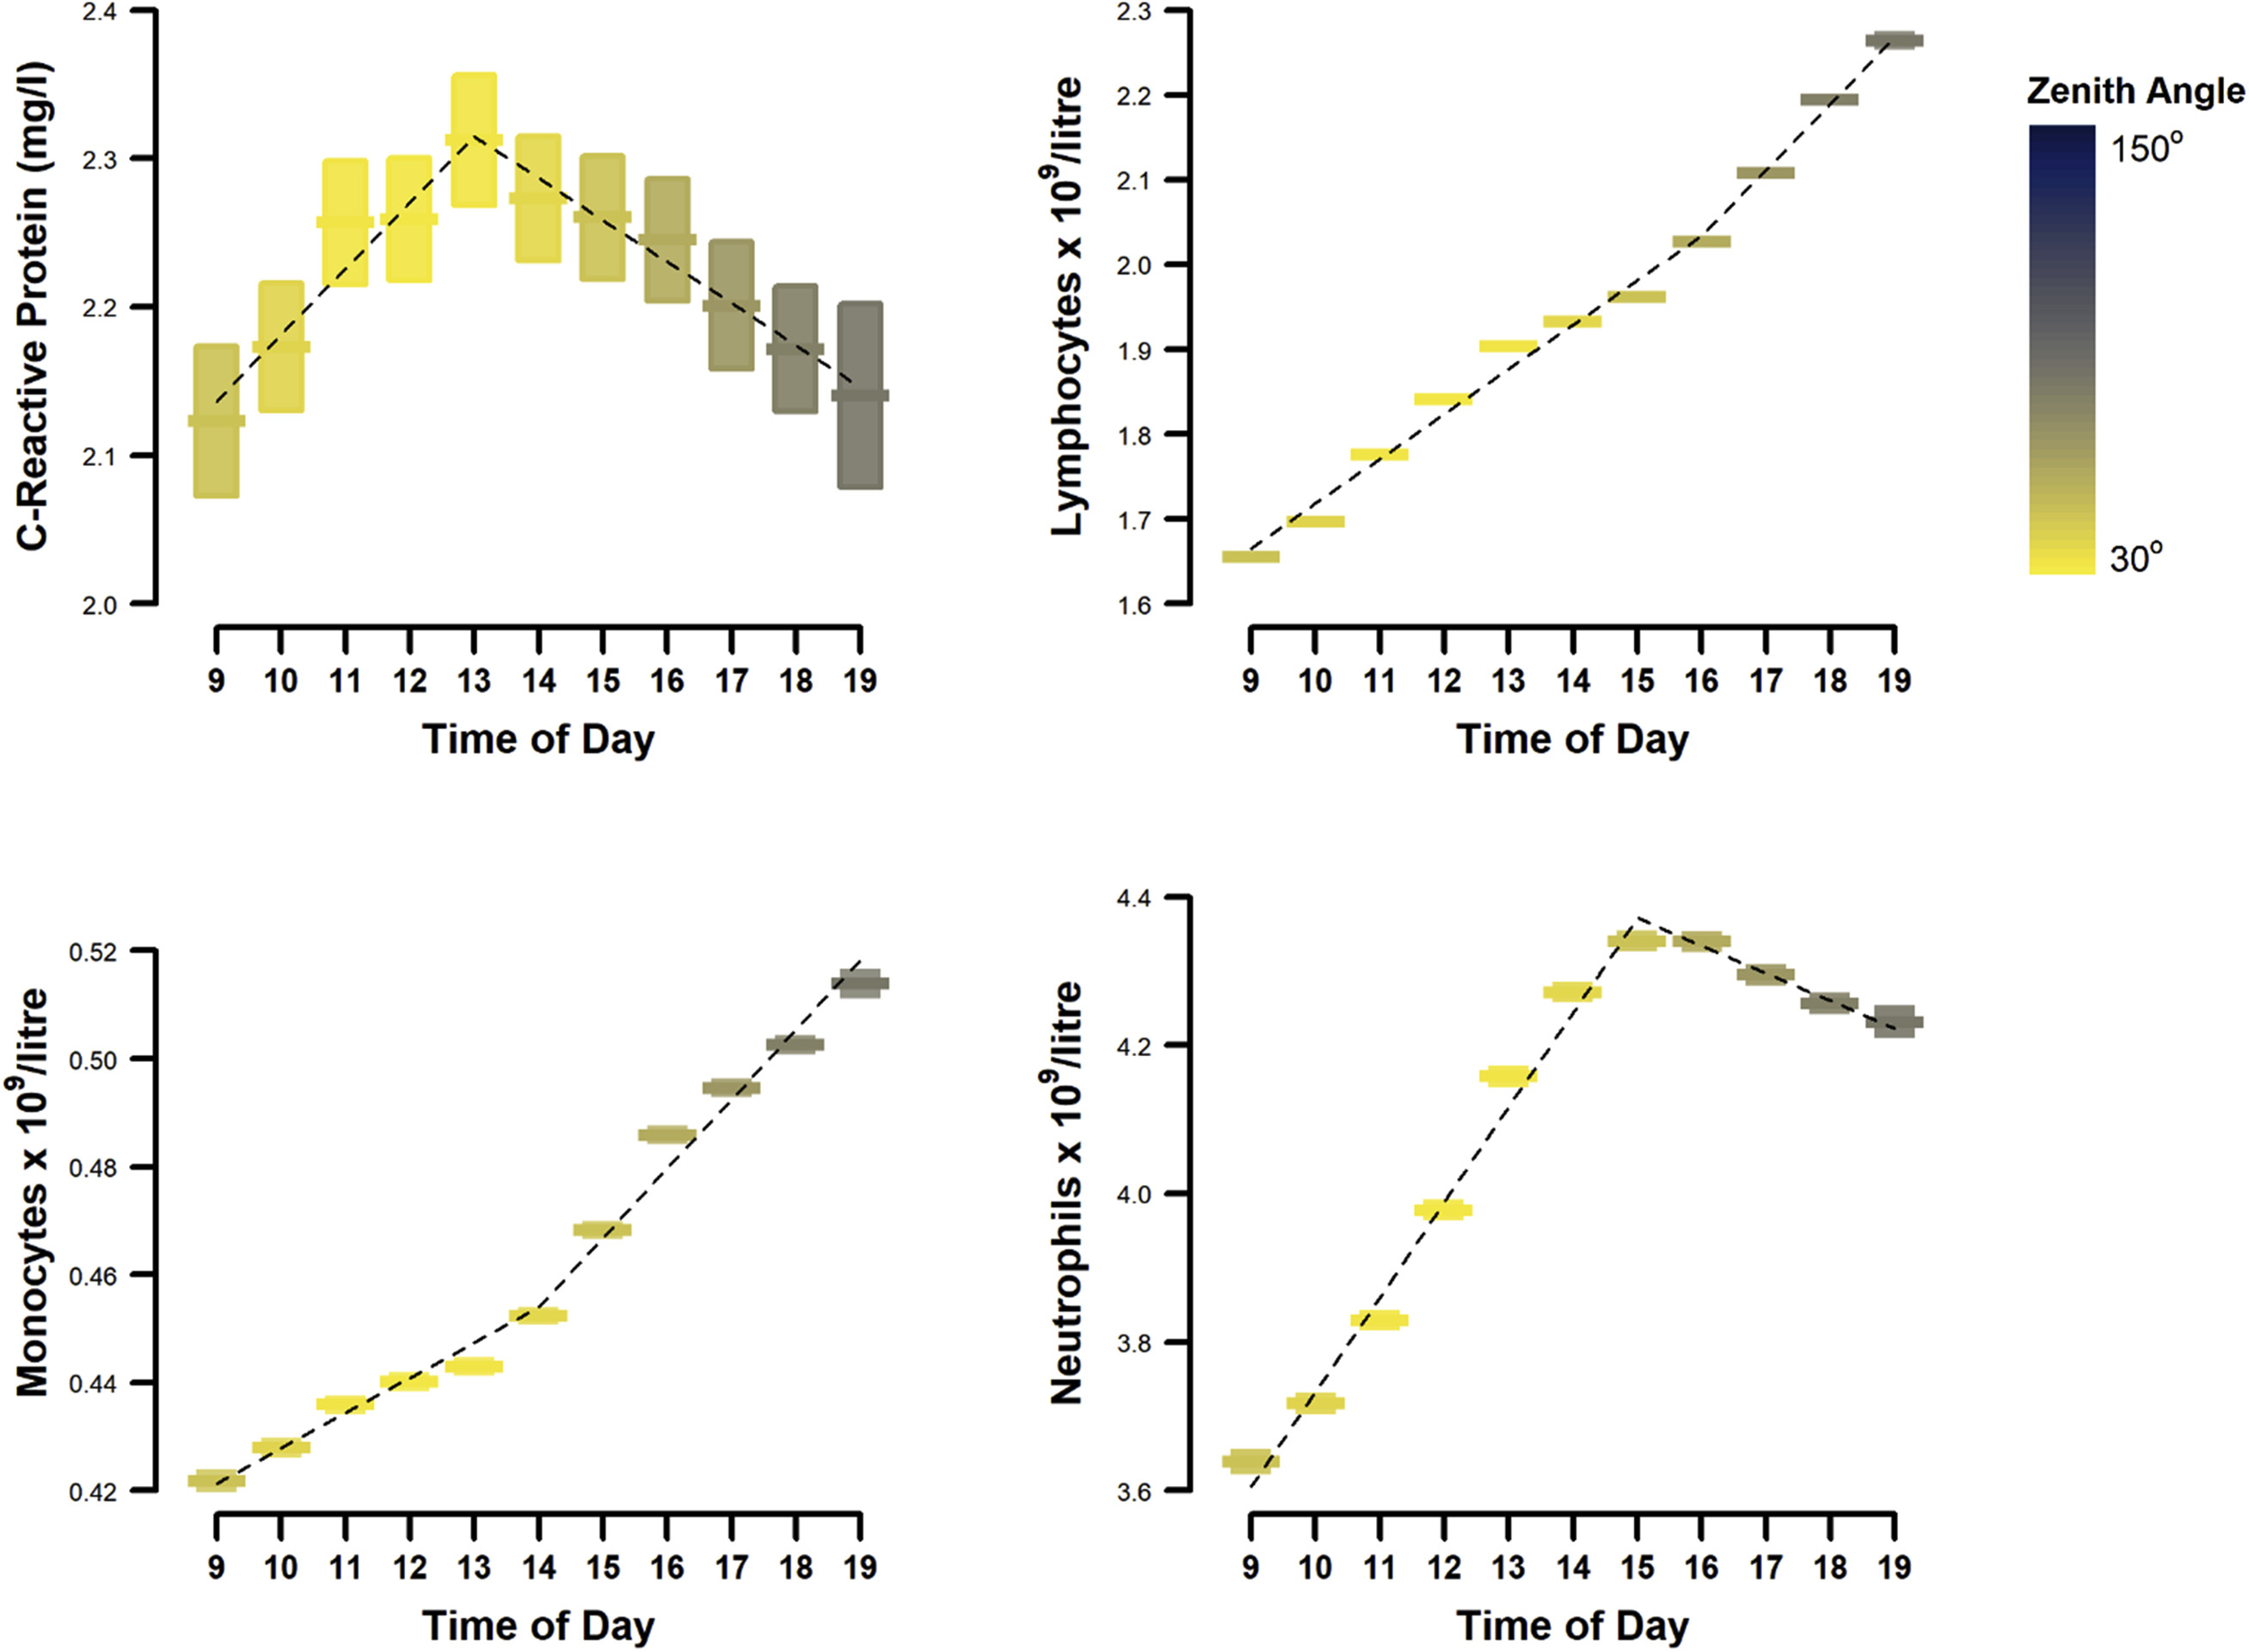 C-Reactive Protein (mg/l)
2.4
2.3
2.2
2.1
2.0
9 10 11 12 13 14 15 16 17 18 19
Time of Day
Lymphocytes x 10⁹/litre
2.3
2.2
2.1
2.0
1.9
1.8
1.7
1.6
9 10 11 12 13 14 15 16 17 18 19
Time of Day
Zenith Angle
150º
30º
Monocytes x 10⁹/litre
0.52
0.50
0.48
0.46
0.44
0.42
9 10 11 12 13 14 15 16 17 18 19
Time of Day
Neutrophils x 10⁹/litre
4.4
4.2
4.0
3.8
3.6
9 10 11 12 13 14 15 16 17 18 19
Time of Day